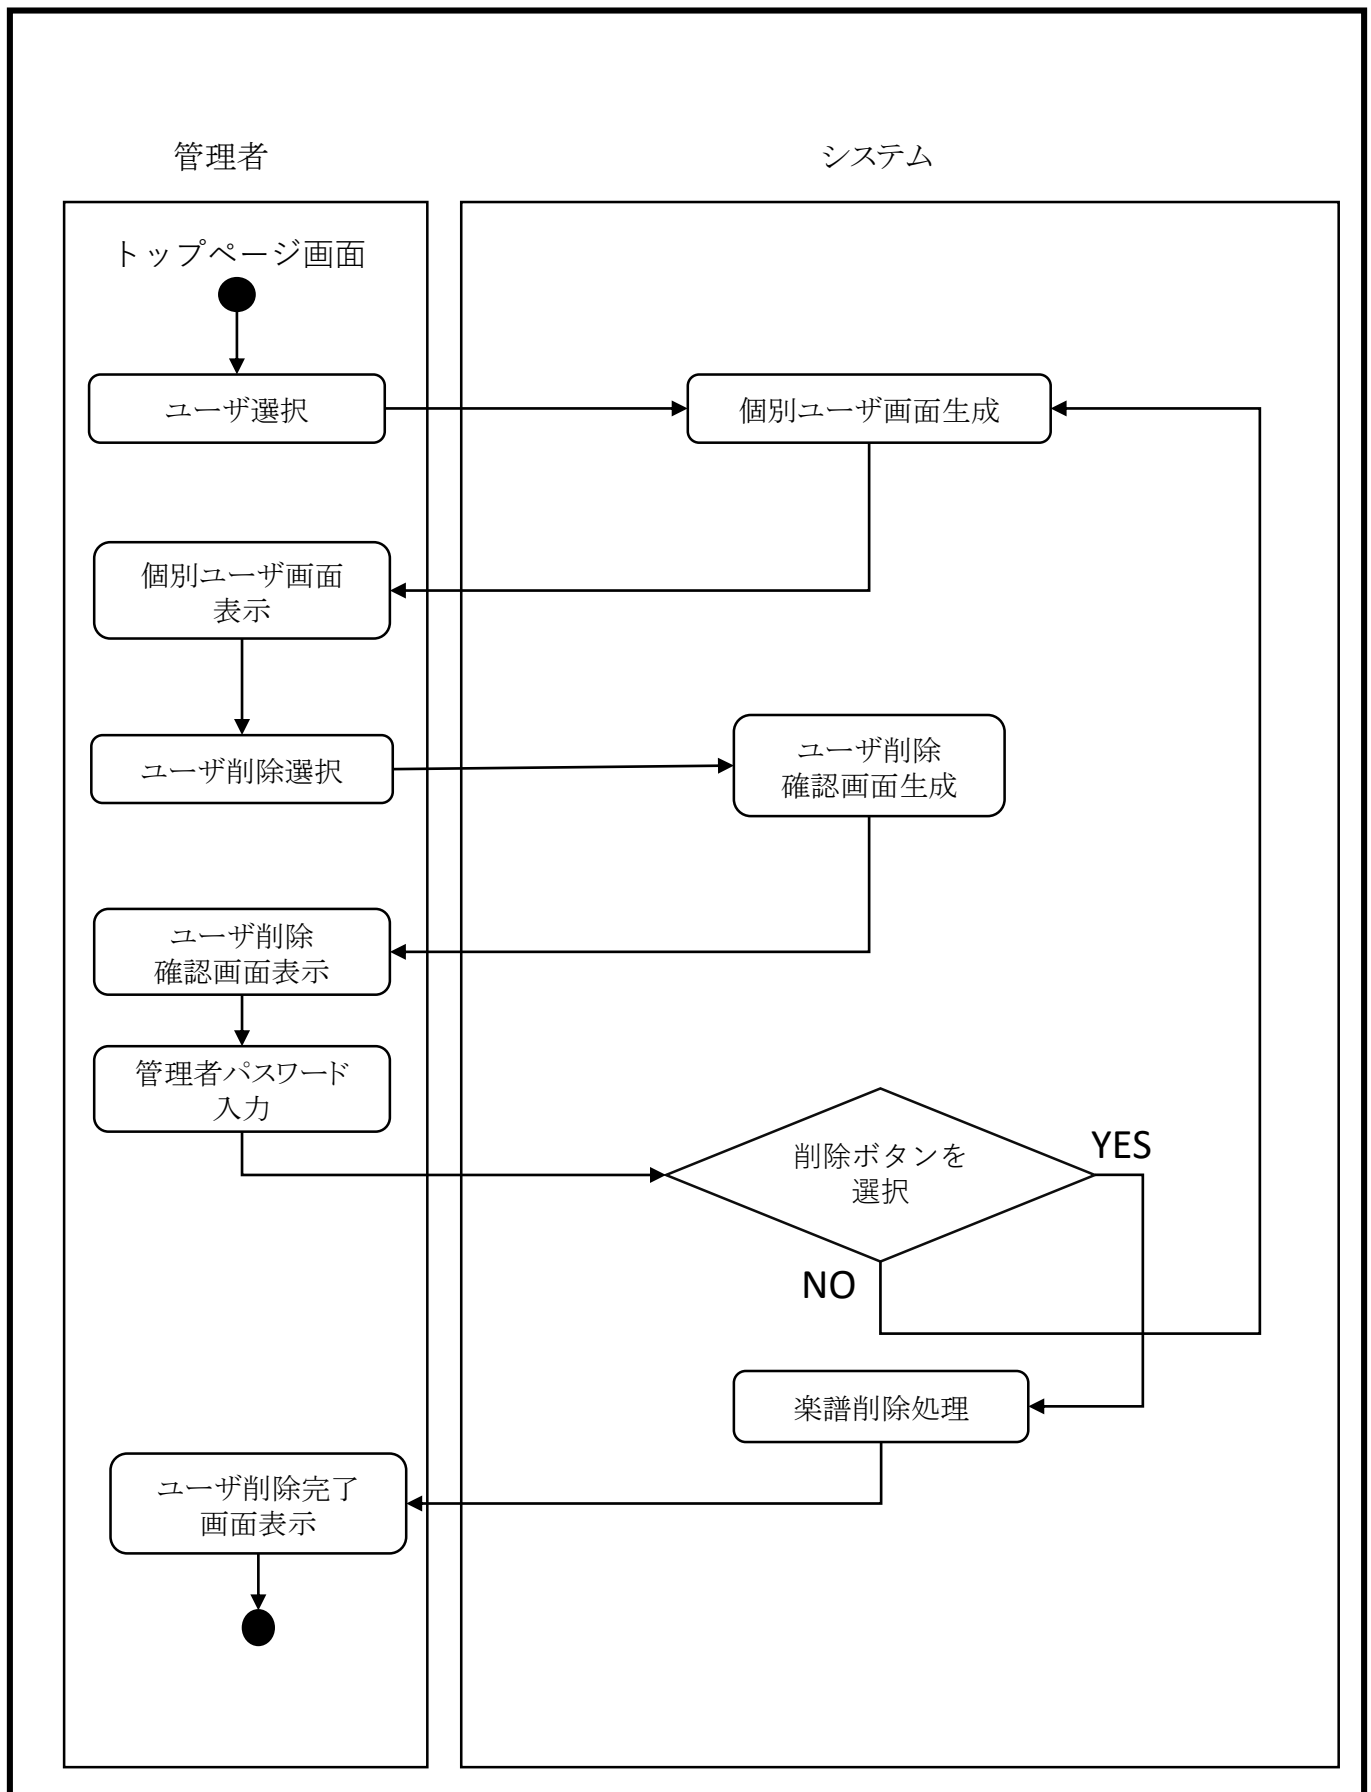 管理者
システム
トップページ画面
ユーザ選択
個別ユーザ画面生成
個別ユーザ画面
表示
ユーザ削除選択
ユーザ削除
確認画面生成
ユーザ削除
確認画面表示
管理者パスワード
入力
削除ボタンを
選択
YES
NO
楽譜削除処理
ユーザ削除完了
画面表示